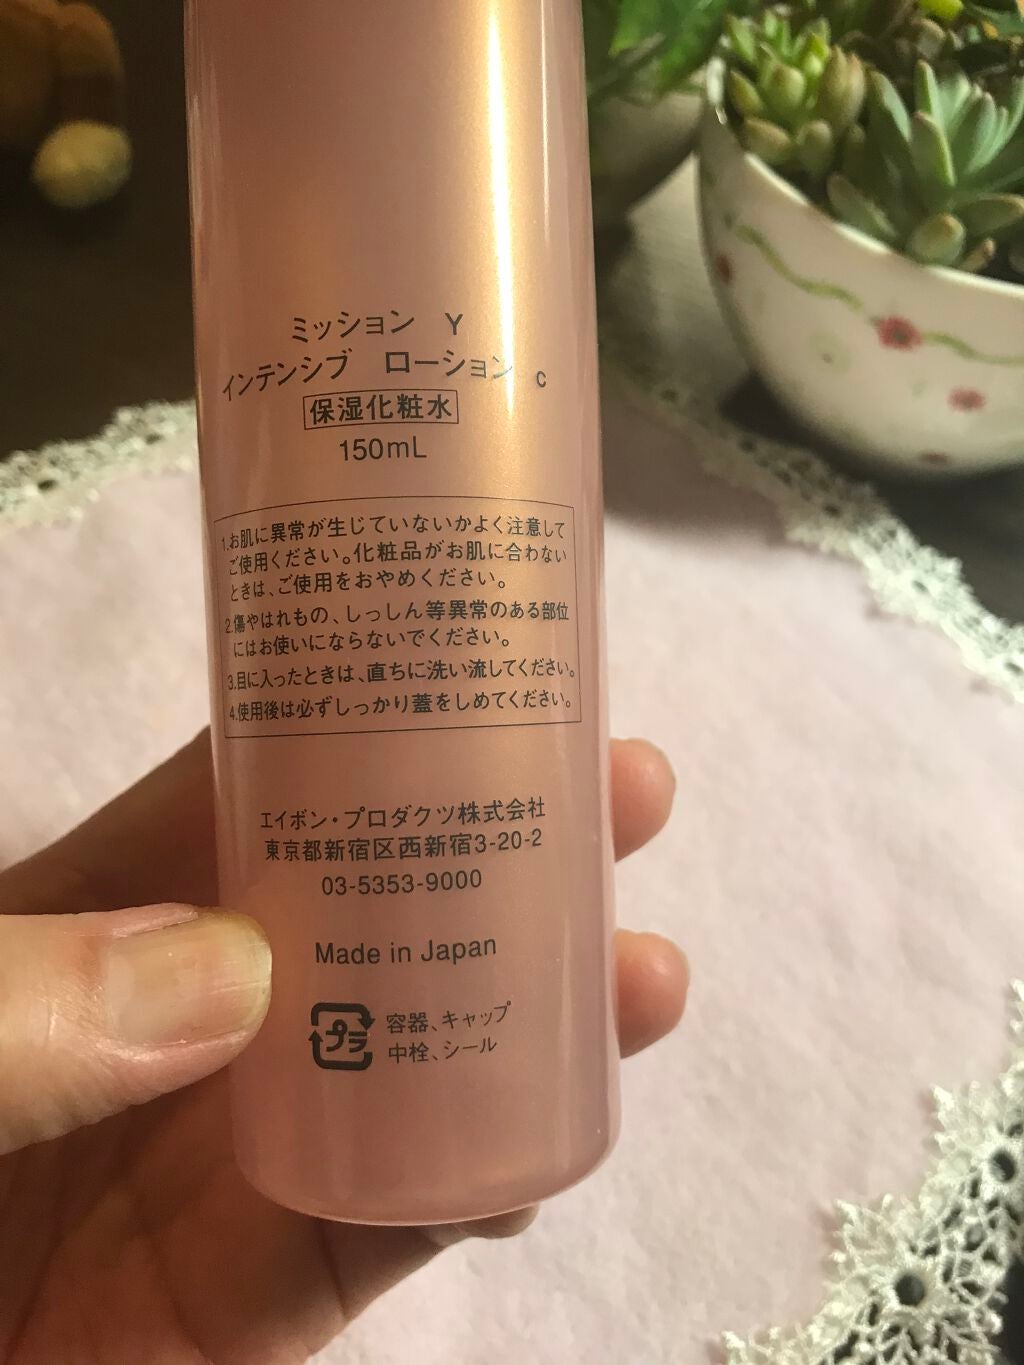 ミッション Y
インテンシブ ローション c
保湿化粧水
150mL
1.お肌に異常が生じていないかよく注意して
ご使用ください。化粧品がお肌に合わない
ときは、ご使用をおやめください。
2.傷やはれもの、しっしん等異常のある部位
にはお使いにならないでください。
3.目に入ったときは、直ちに洗い流してください。
4.使用後は必ずしっかり蓋をしめてください。
エイボン・プロダクツ株式会社
東京都新宿区西新宿3-20-2
03-5353-9000
Made in Japan
プラ 容器、キャップ
中栓、シール